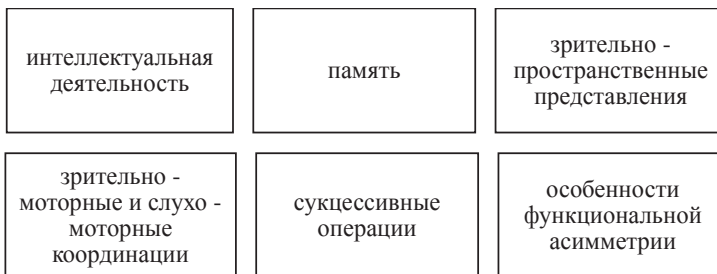 интеллектуальная
деятельность
память
зрительно -
пространственные
представления
зрительно -
моторные и слухо -
моторные
координации
сукцессивные
операции
особенности
функциональной
асимметрии